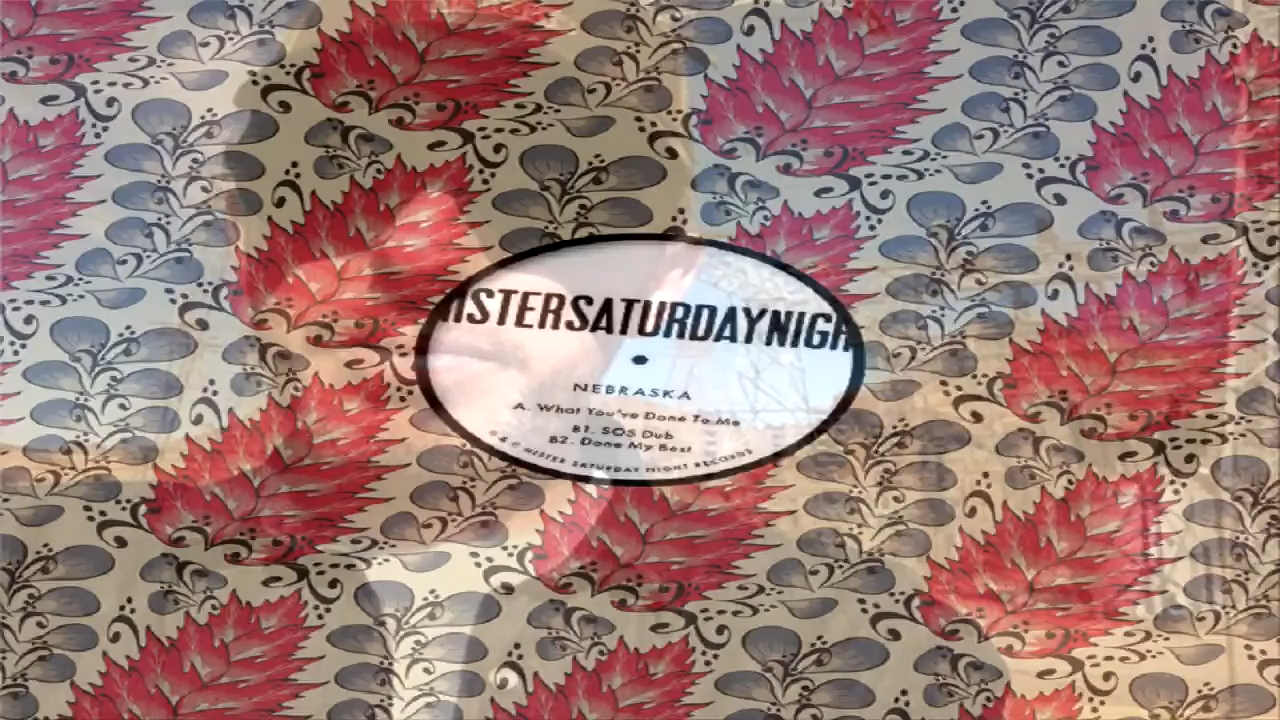 ISTERSATURDAYNIGH
NEBRASKA
A. What You've Done To Me
B1. SOS Dub
B2. Done My Best
MISTER SATURDAY NIGHT RECORDS